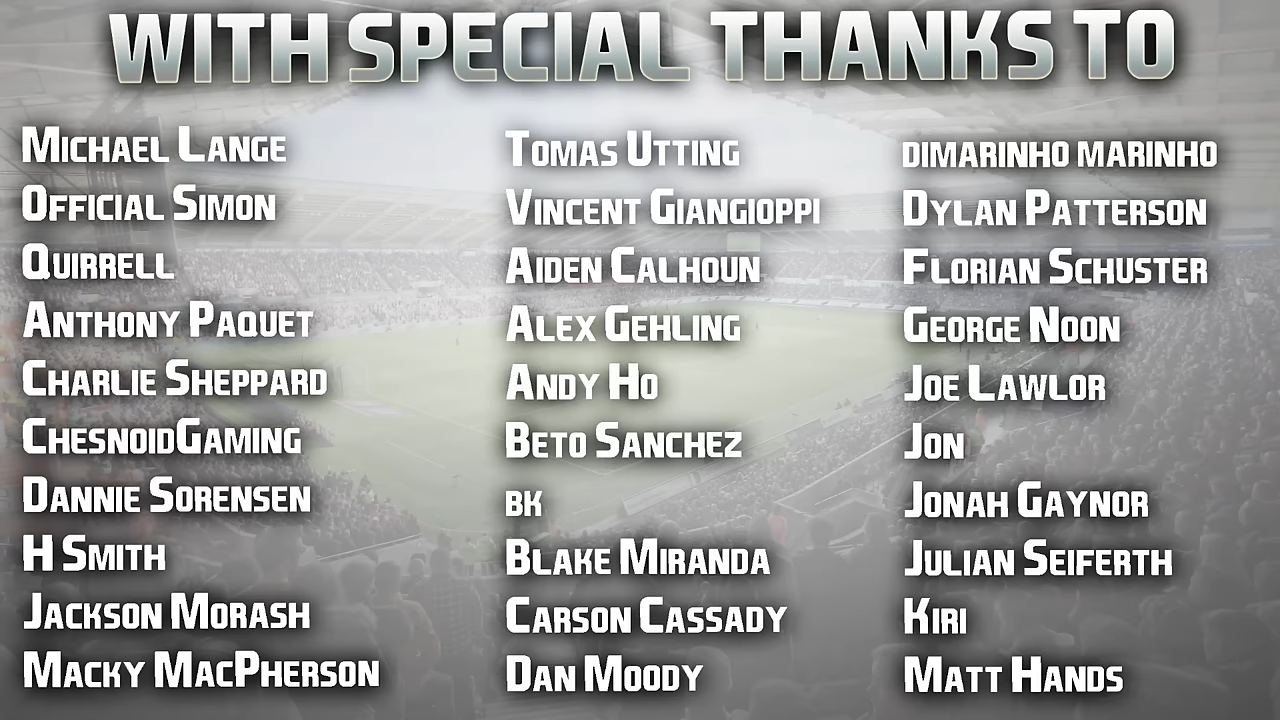 WITH SPECIAL THANKS TO
Michael Lange
Official Simon
Quirrell
Anthony Paquet
Charlie Sheppard
ChesnoidGaming
Dannie Sorensen
H Smith
Jackson Morash
Macky MacPherson
Tomas Utting
Vincent Giangioppi
Aiden Calhoun
Alex Gehling
Andy Ho
Beto Sanchez
bk
Blake Miranda
Carson Cassady
Dan Moody
dimarinho marinho
Dylan Patterson
Florian Schuster
George Noon
Joe Lawlor
Jon
Jonah Gaynor
Julian Seiferth
Kiri
Matt Hands